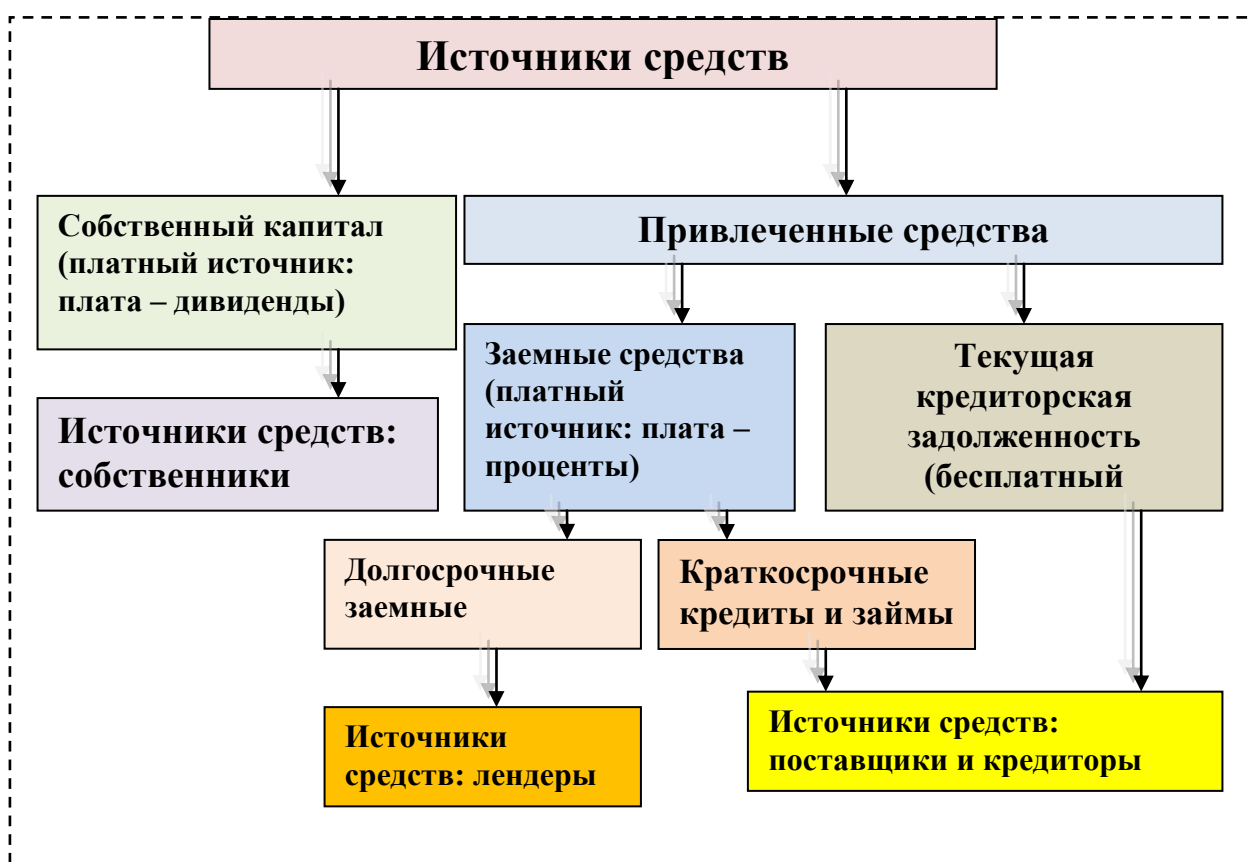 Источники средств
Собственный капитал
(платный источник:
плата – дивиденды)
Привлеченные средства
Источники средств:
собственники
Заемные средства
(платный
источник: плата –
проценты)
Текущая
кредиторская
задолженность
(бесплатный
Долгосрочные
заемные
Краткосрочные
кредиты и займы
Источники
средств: лендеры
Источники средств:
поставщики и кредиторы